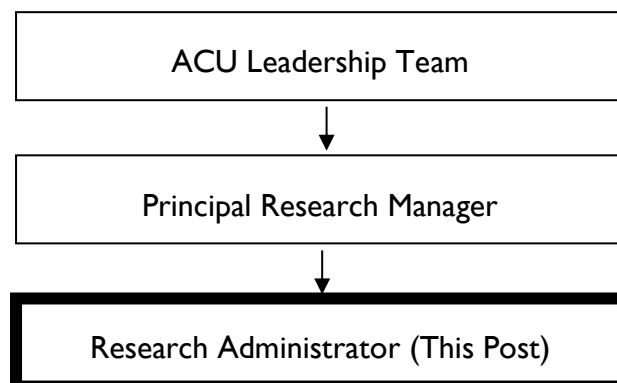 ACU Leadership Team
Principal Research Manager
Research Administrator (This Post)